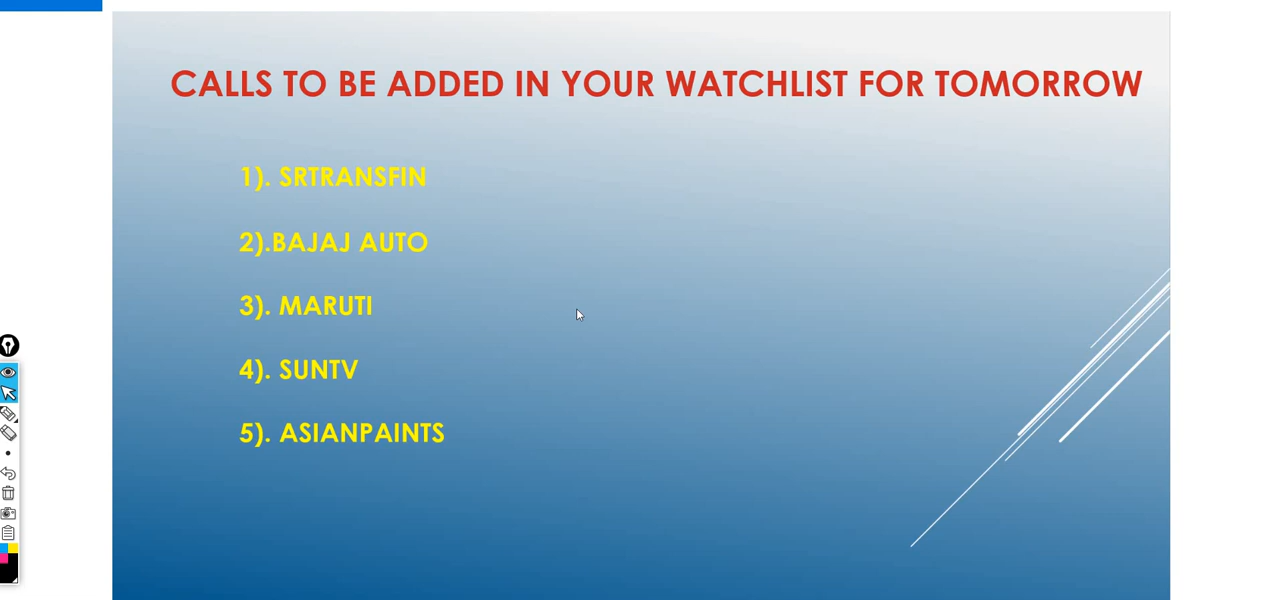 CALLS TO BE ADDED IN YOUR WATCHLIST FOR TOMORROW
1). SRTRANSFIN
2).BAJAJ AUTO
3). MARUTI
4). SUNTV
5). ASIANPAINTS